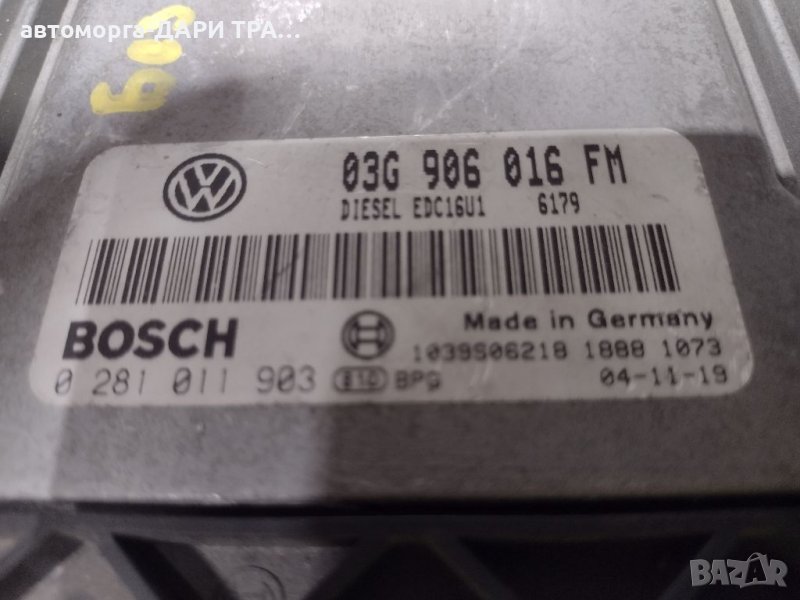 автоморга-ДАРИ ТРА...
03G 906 016 FM
DIESEL EDC16U1 6179
BOSCH
Made in Germany
1039S06218 1888 1073
0 281 011 903 BPG 04-11-19
BAZAR